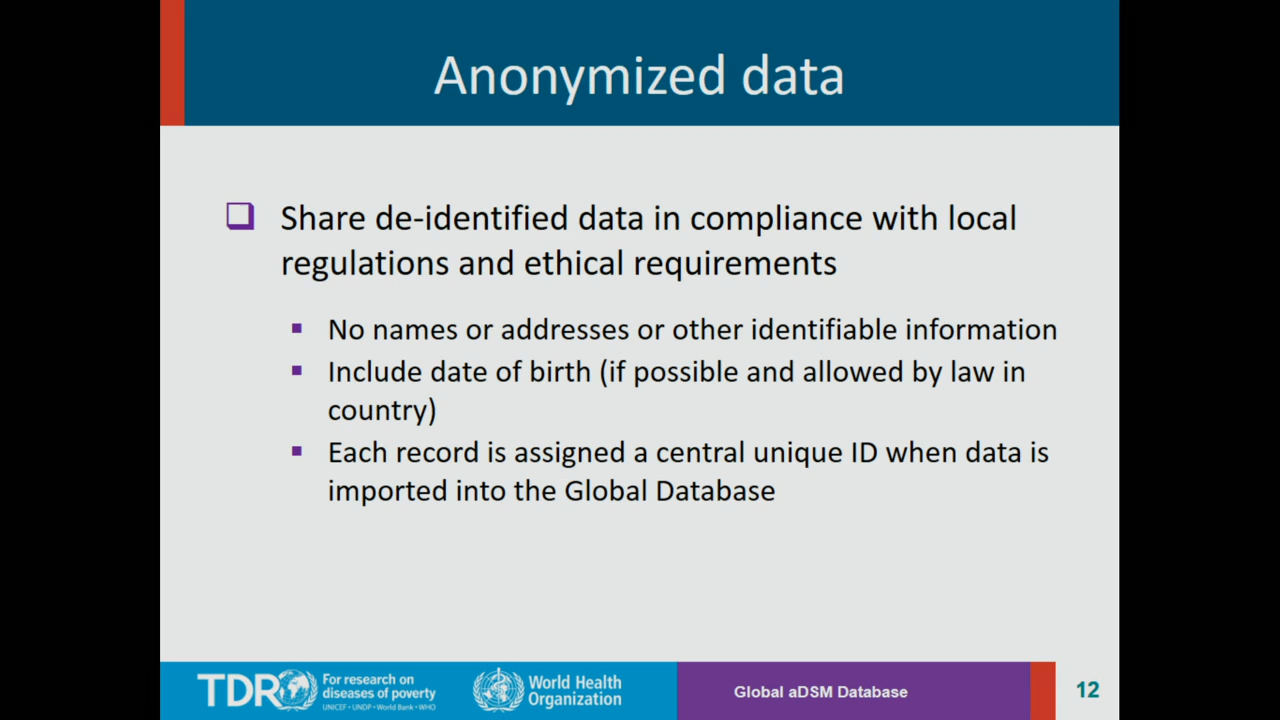 Anonymized data
Share de-identified data in compliance with local
regulations and ethical requirements
No names or addresses or other identifiable information
Include date of birth (if possible and allowed by law in
country)
Each record is assigned a central unique ID when data is
imported into the Global Database
TDR
For research on
diseases of poverty
UNICEF • UNDP • World Bank • WHO
World Health
Organization
Global aDSM Database
12